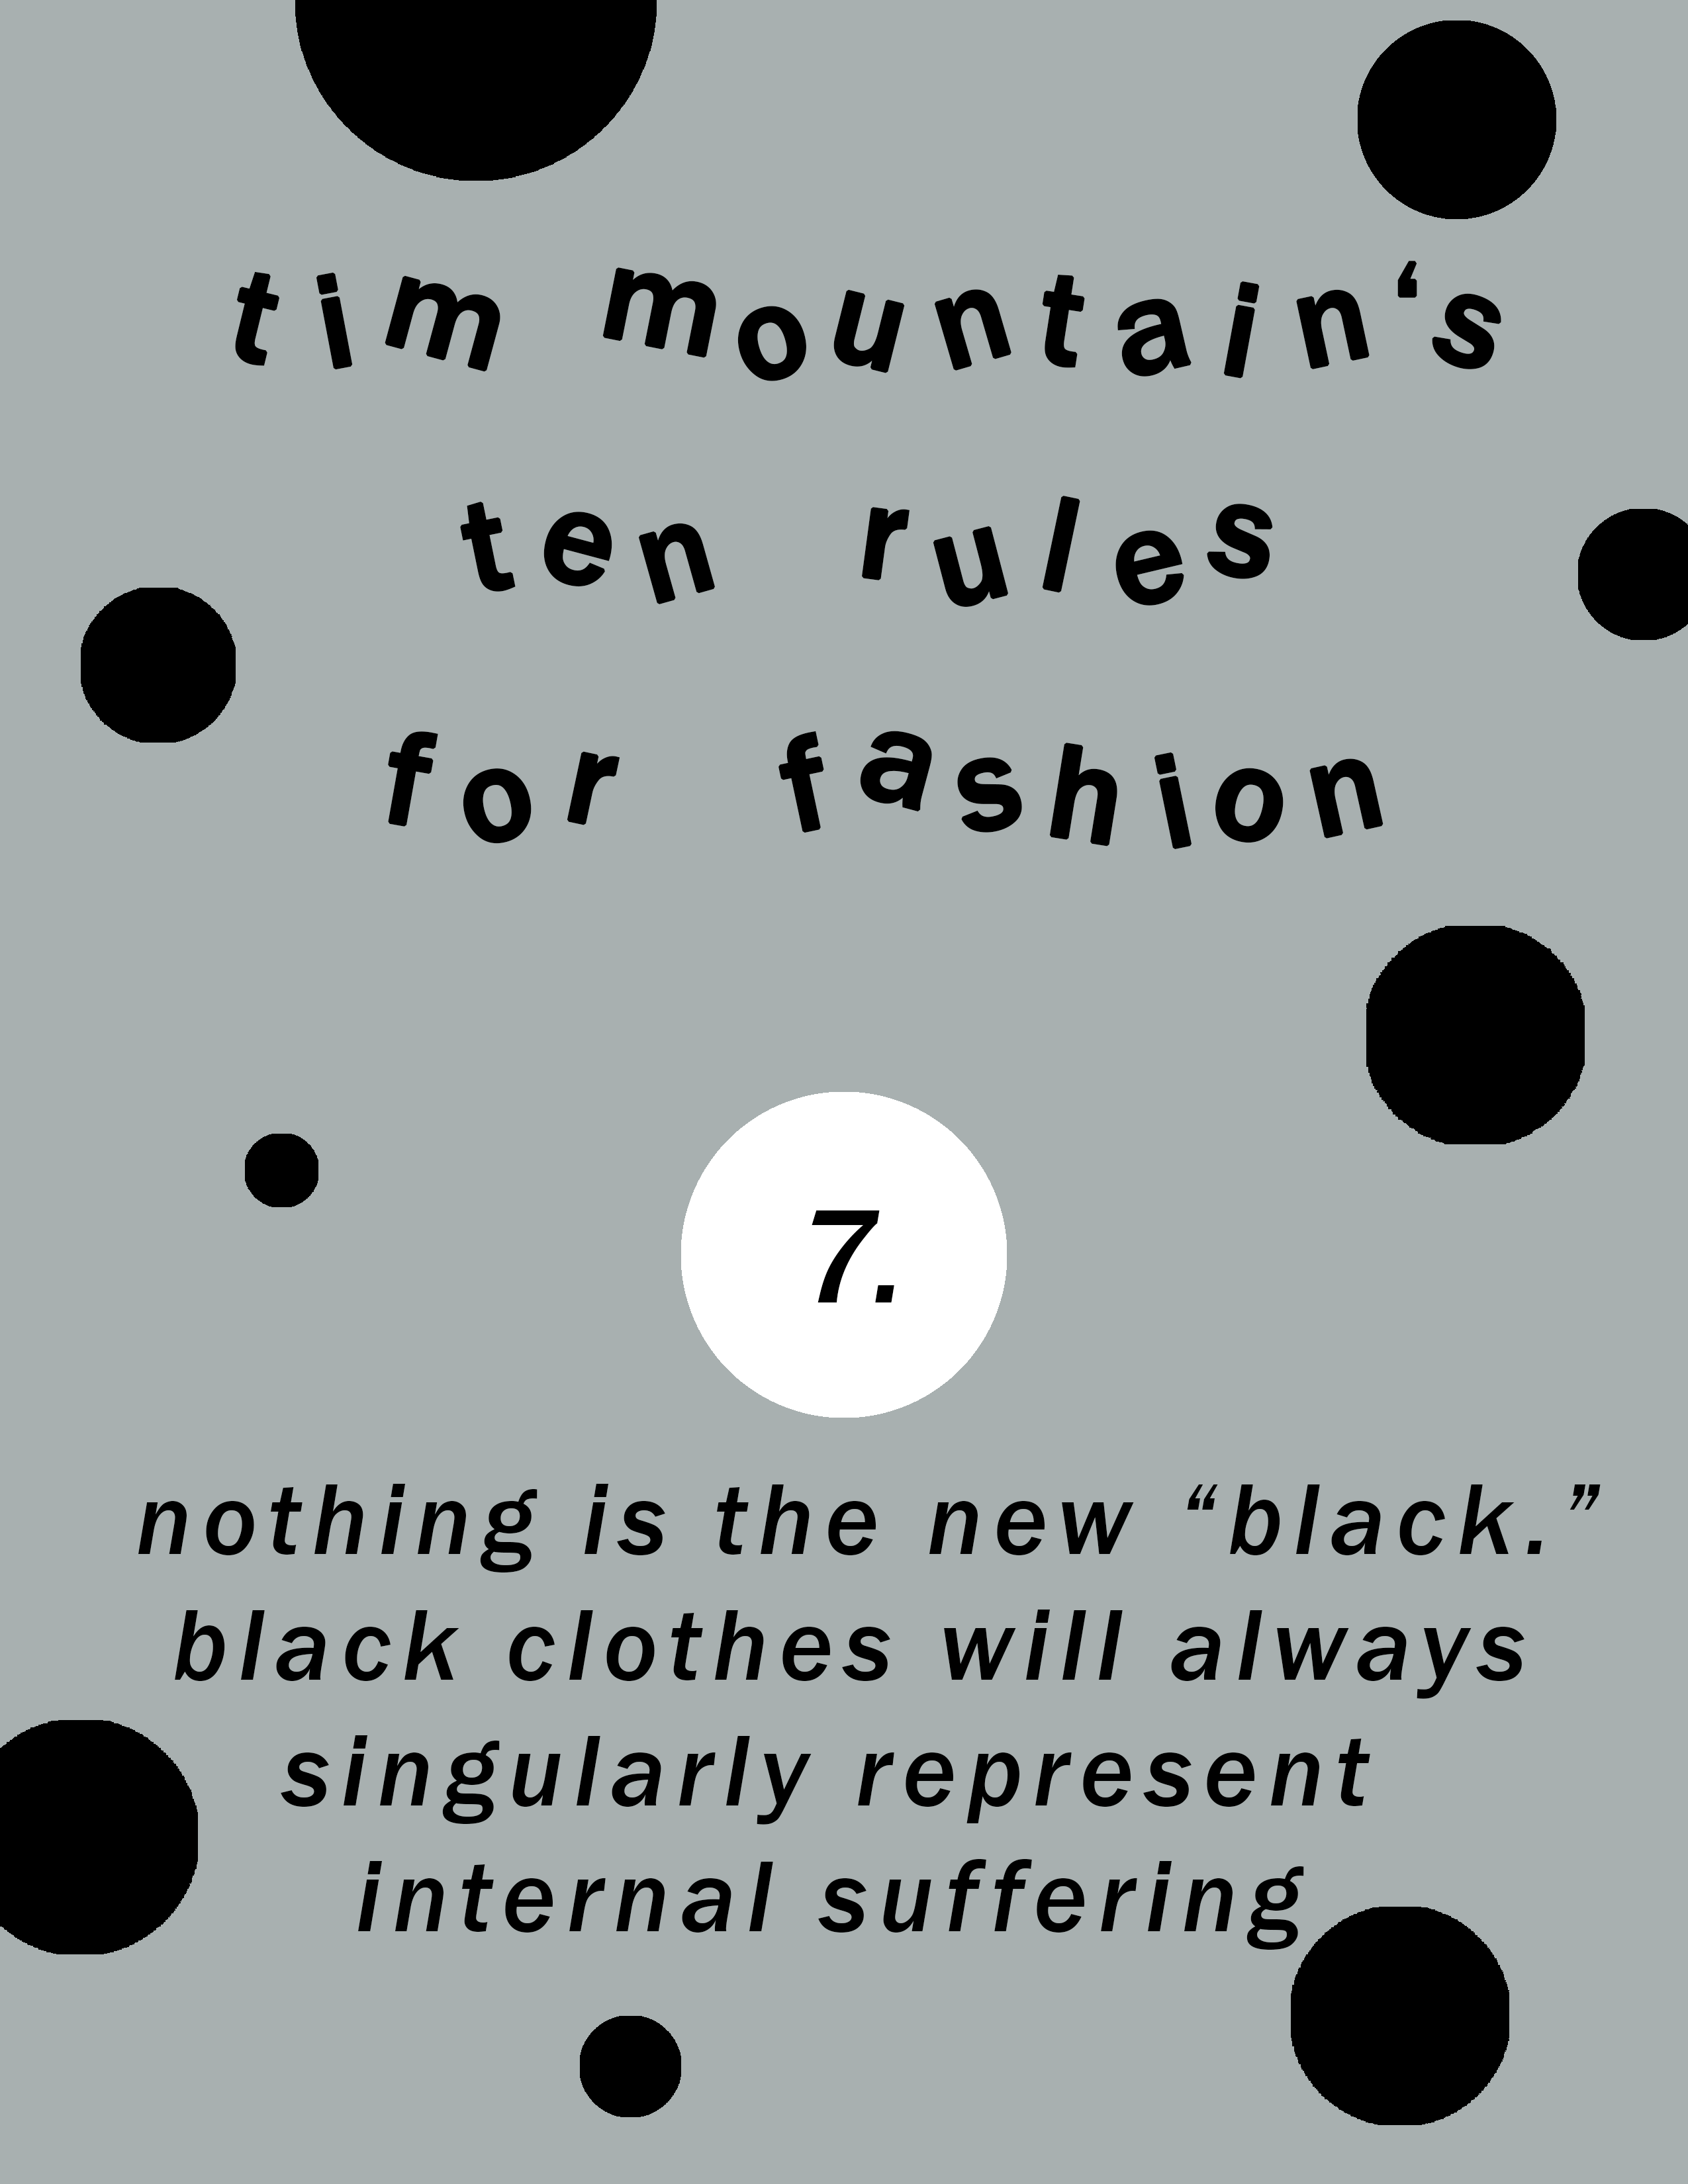 tim mountain‘s
ten rules
for fashion
7.
nothing is the new “black.”
black clothes will always
singularly represent
internal suffering